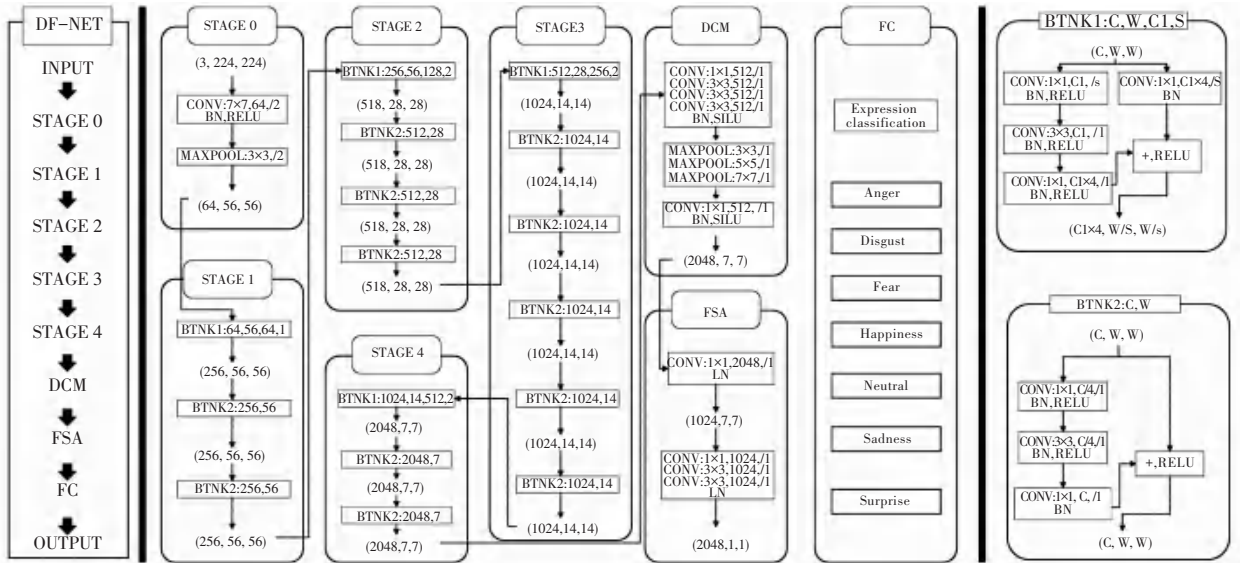 DF-NET
INPUT
STAGE 0
STAGE 1
STAGE 2
STAGE 3
STAGE 4
DCM
FSA
FC
OUTPUT
STAGE 0
(3, 224, 224)
CONV:7×7,64,/2
BN,RELU
MAXPOOL:3×3,/2
(64, 56, 56)
STAGE 1
BTNK1:64,56,64,1
(256, 56, 56)
BTNK2:256,56
(256, 56, 56)
BTNK2:256,56
(256, 56, 56)
STAGE 2
BTNK1:256,56,128,2
(518, 28, 28)
BTNK2:512,28
(518, 28, 28)
BTNK2:512,28
(518, 28, 28)
BTNK2:512,28
(518, 28, 28)
STAGE3
BTNK1:512,28,256,2
(1024,14,14)
BTNK2:1024,14
(1024,14,14)
BTNK2:1024,14
(1024,14,14)
BTNK2:1024,14
(1024,14,14)
BTNK2:1024,14
(1024,14,14)
BTNK2:1024,14
(1024,14,14)
STAGE 4
BTNK1:1024,14,512,2
(2048,7,7)
BTNK2:2048,7
(2048,7,7)
BTNK2:2048,7
(2048,7,7)
DCM
CONV:1×1,512,/1
CONV:3×3,512,/1
CONV:3×3,512,/1
CONV:3×3,512,/1
BN,SILU
MAXPOOL:3×3,/1
MAXPOOL:5×5,/1
MAXPOOL:7×7,/1
CONV:1×1,512, /1
BN,SILU
(2048, 7, 7)
FSA
CONV:1×1,2048,/1
LN
(1024,7,7)
CONV:1×1,1024,/1
CONV:3×3,1024,/1
CONV:3×3,1024,/1
LN
(2048,1,1)
FC
Expression
classification
Anger
Disgust
Fear
Happiness
Neutral
Sadness
Surprise
BTNK1:C,W,C1,S
(C,W,W)
CONV:1×1,C1, /s
BN,RELU
CONV:1×1,C1×4,/S
BN
CONV:3×3,C1, /1
BN,RELU
CONV:1×1, C1×4, /1
BN,RELU
+,RELU
(C1×4, W/S, W/s)
BTNK2:C,W
(C, W, W)
CONV:1×1, C/4,/1
BN,RELU
CONV:3×3, C/4,/1
BN,RELU
CONV:1×1, C, /1
BN
+,RELU
(C, W, W)